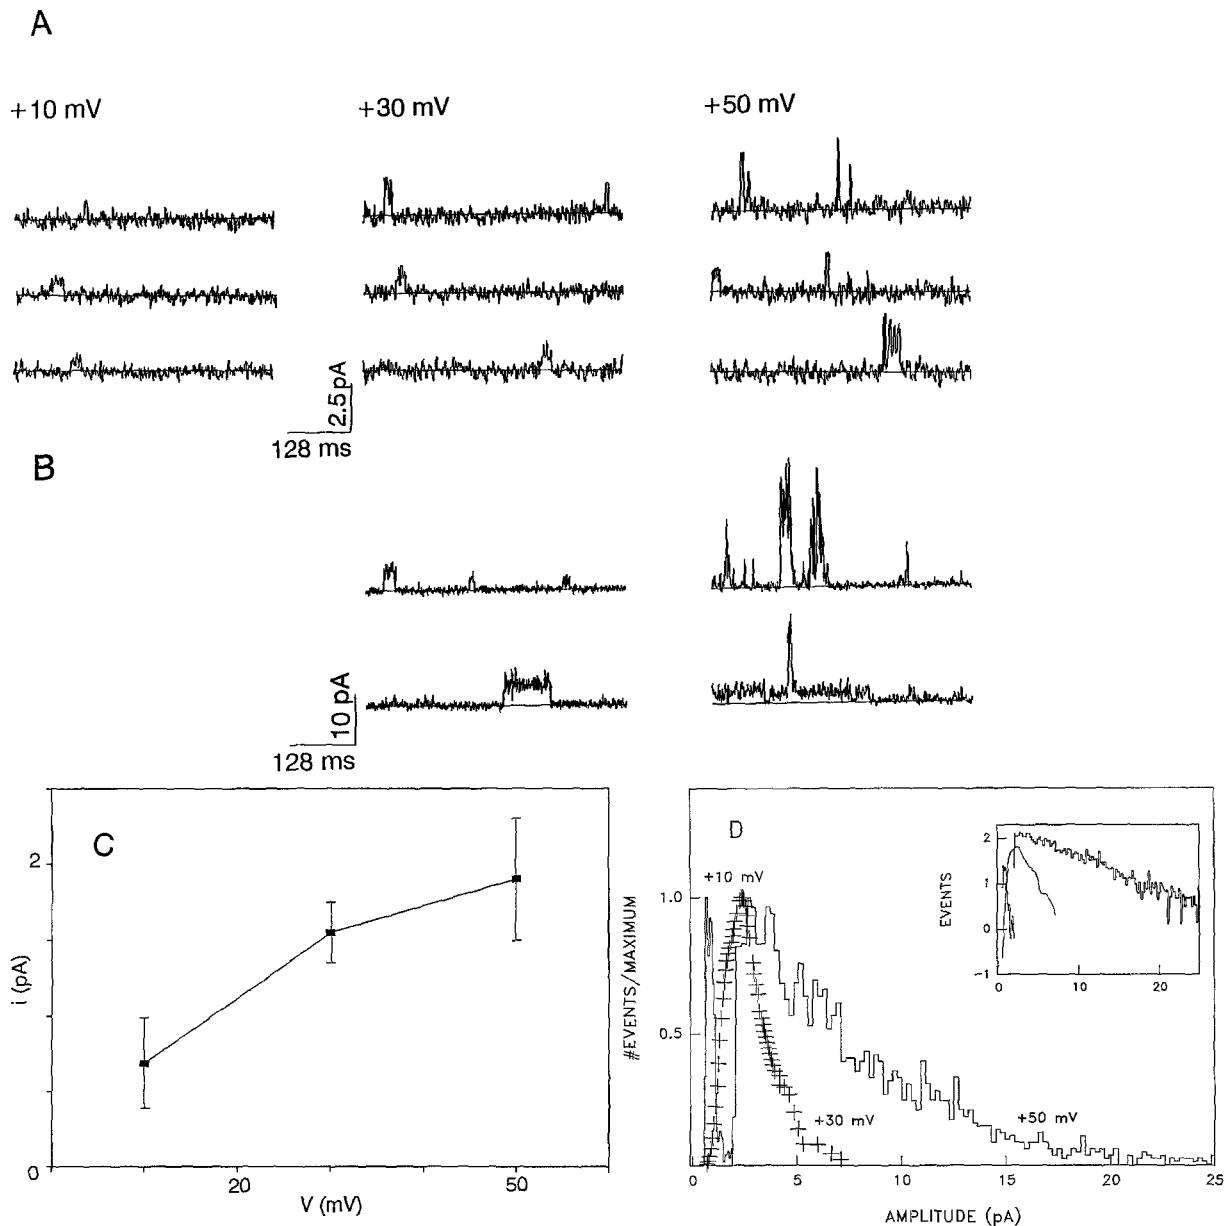 A
+10 mV
+30 mV
+50 mV
2.5 pA
128 ms
B
10 pA
128 ms
C
2
0
i (pA)
20
50
V (mV)
D
+10 mV
1.0
0.5
#EVENTS/MAXIMUM
+30 mV
+50 mV
0
5
10
15
20
25
AMPLITUDE (pA)
2
1
0
−1
EVENTS
0
10
20